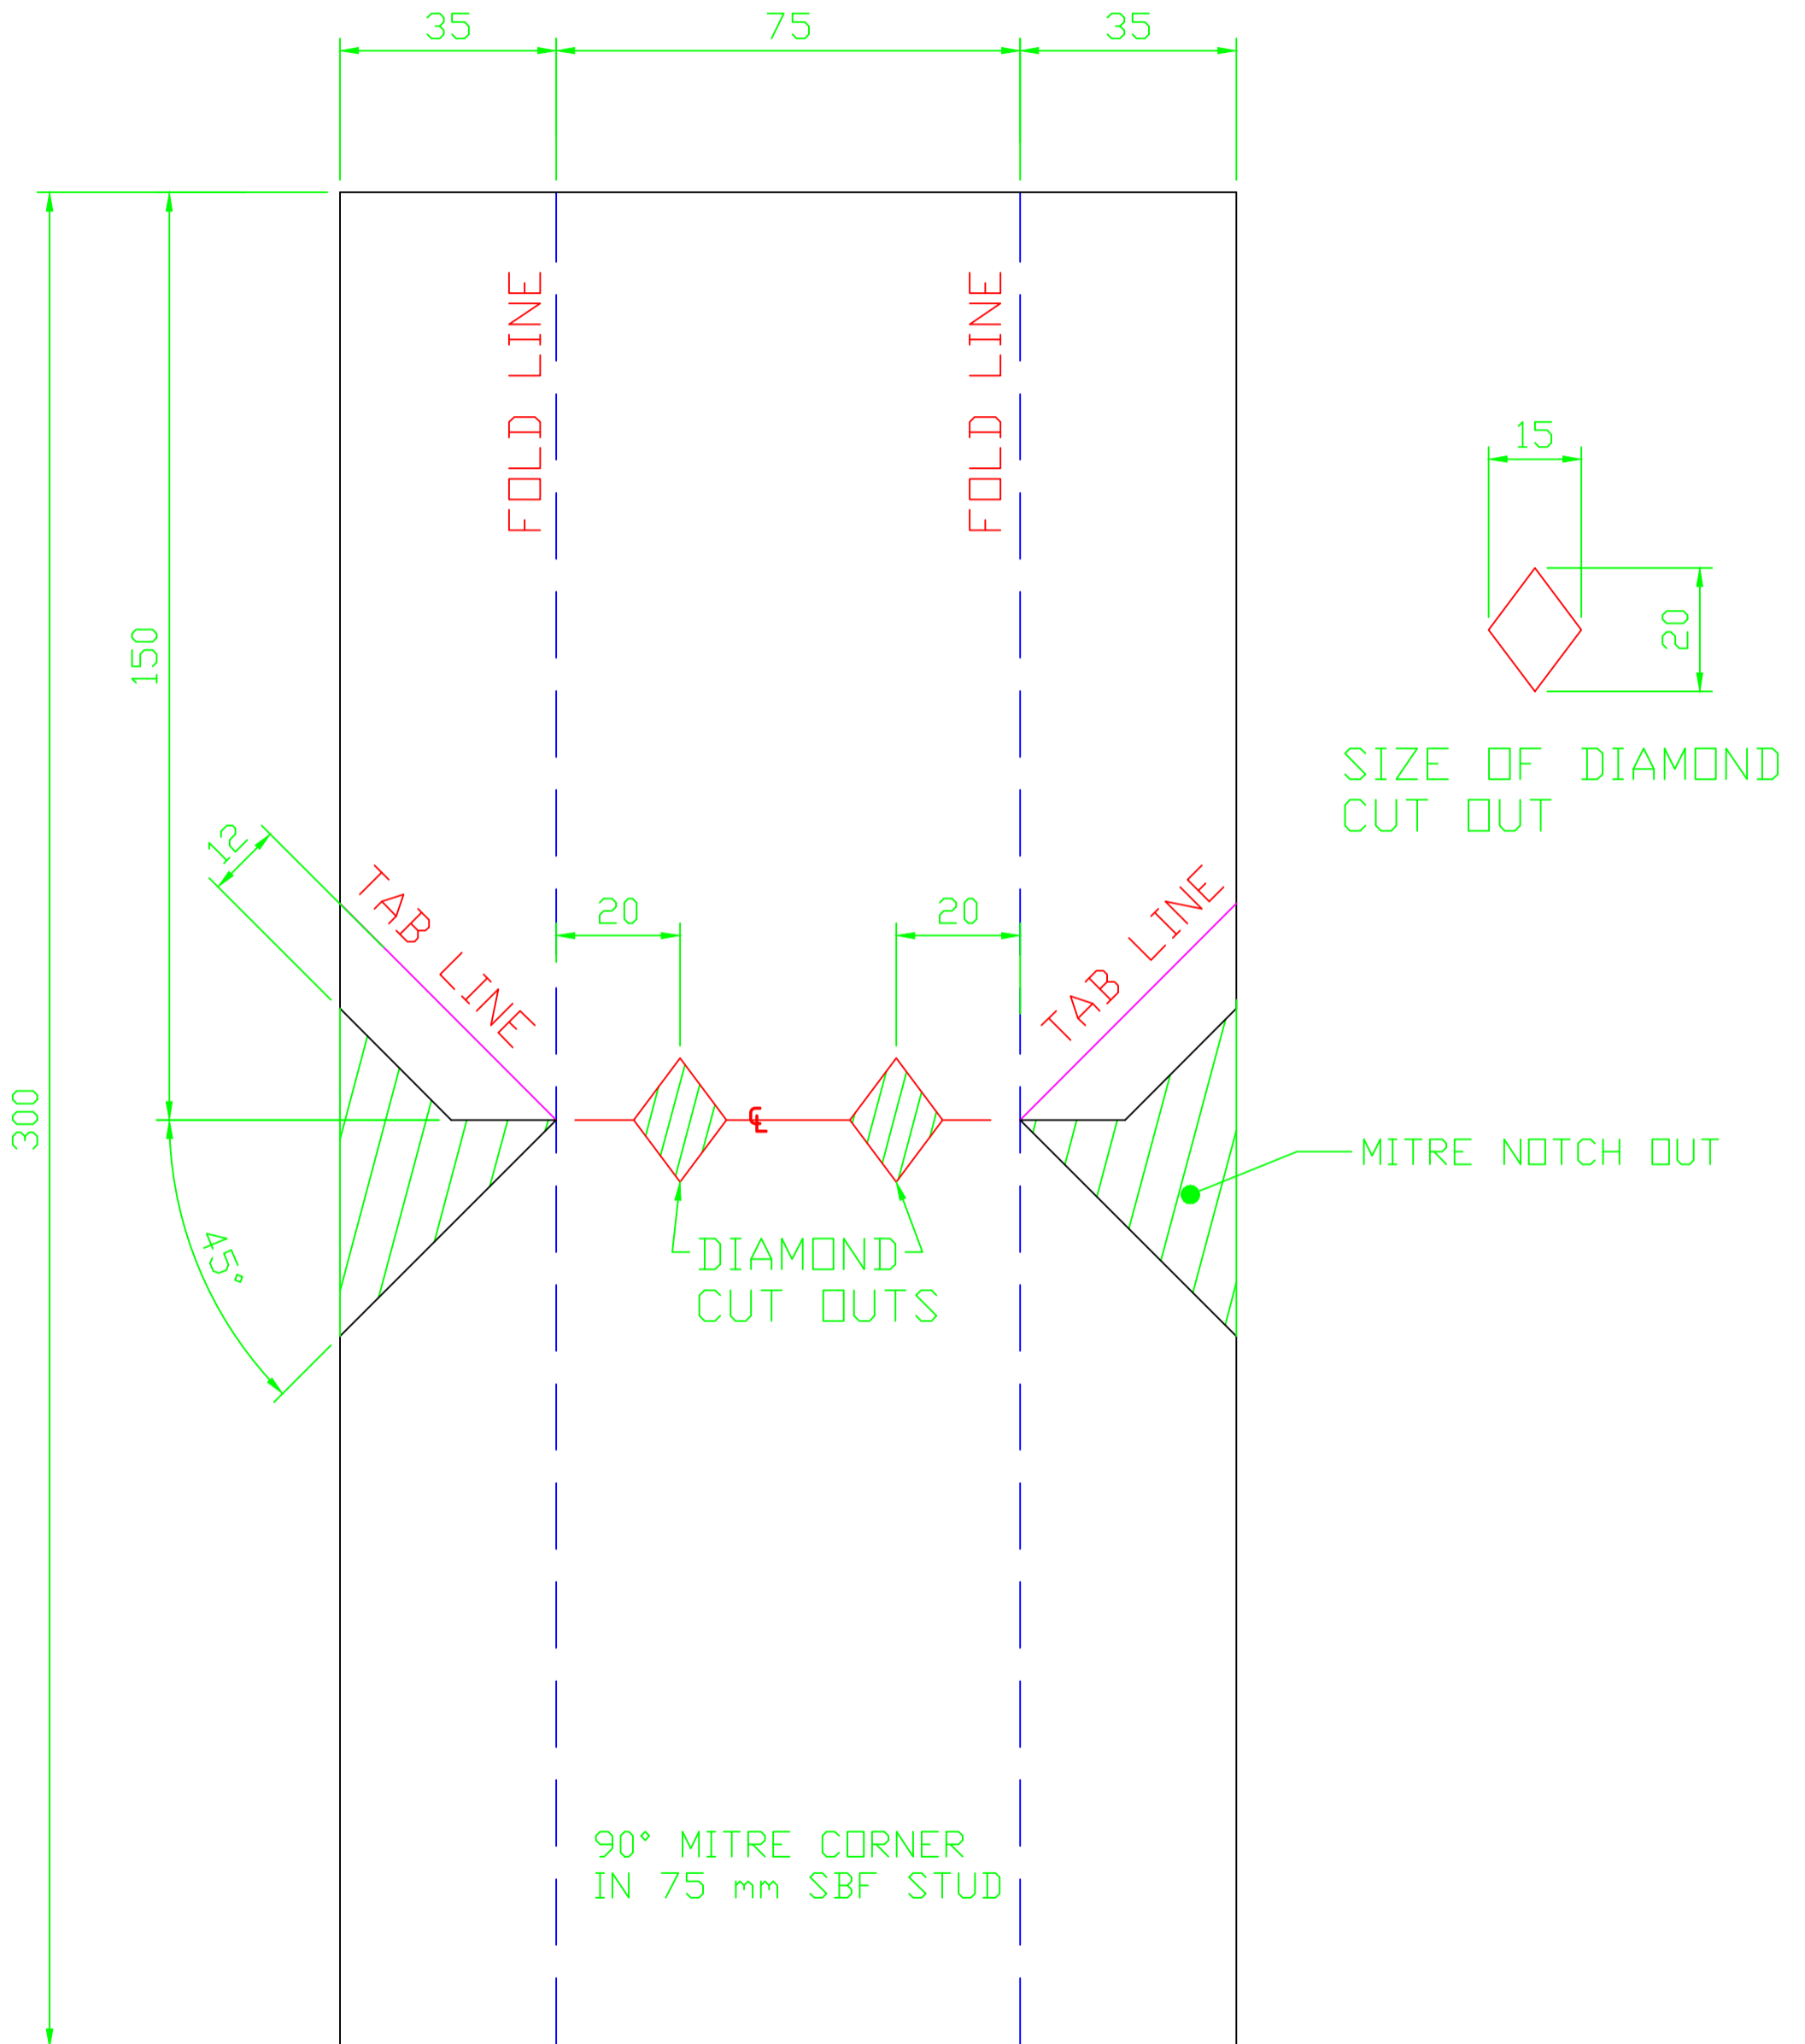 35
75
35
FOLD LINE
FOLD LINE
15
150
20
SIZE OF DIAMOND
CUT OUT
12
TAB LINE
20
20
TAB LINE
300
CL
MITRE NOTCH OUT
45°
DIAMOND
CUT OUTS
90° MITRE CORNER
IN 75 mm SBF STUD